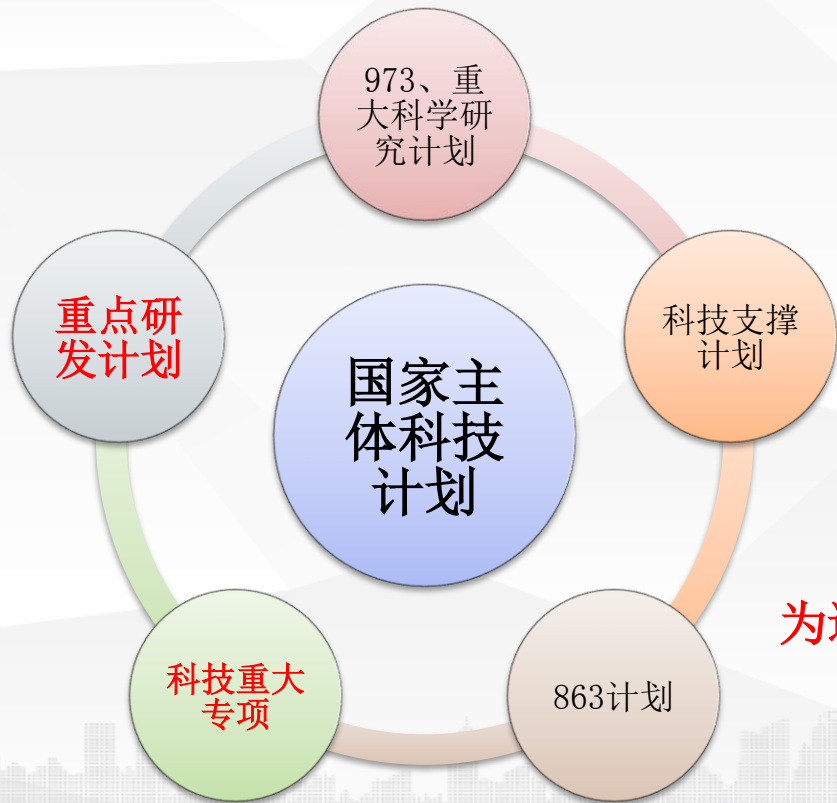 973、重
大科学研
究计划
重点研
发计划
科技支撑
计划
国家主
体科技
计划
科技重大
专项
863计划
为